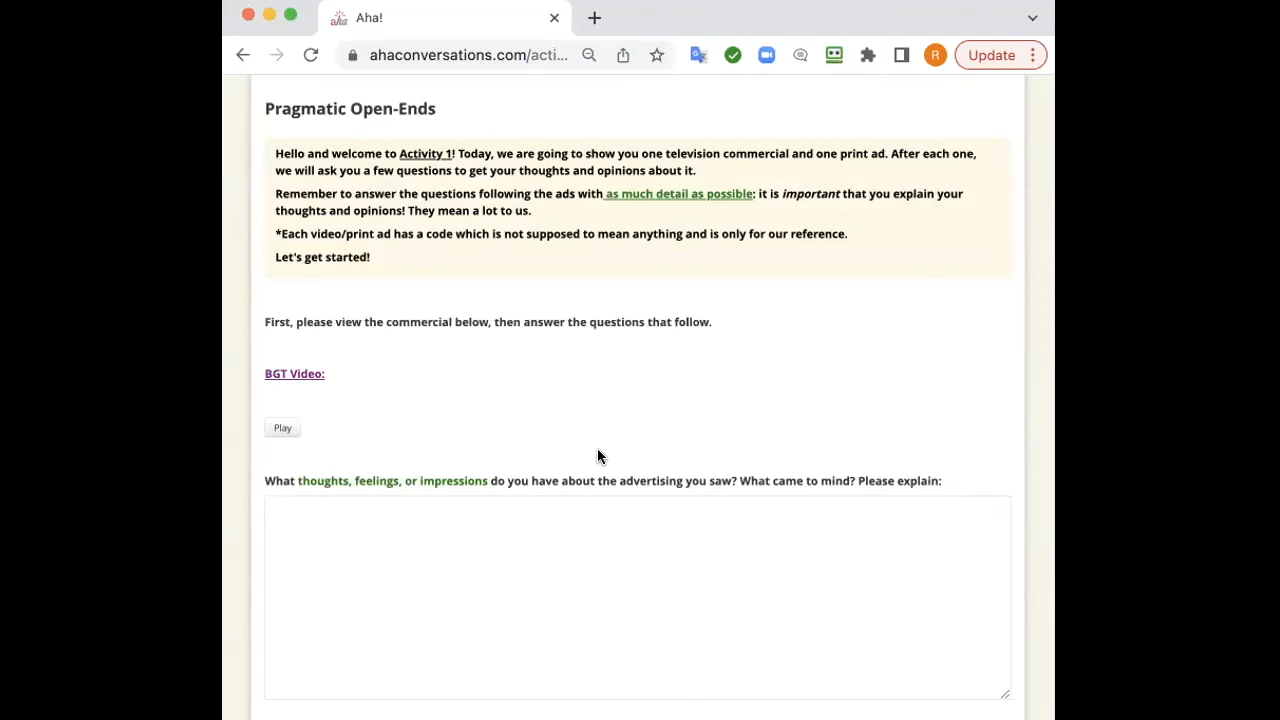 aha Aha!
ahaconversations.com/acti...
R
Update
Pragmatic Open-Ends
Hello and welcome to Activity 1! Today, we are going to show you one television commercial and one print ad. After each one,
we will ask you a few questions to get your thoughts and opinions about it.
Remember to answer the questions following the ads with as much detail as possible: it is important that you explain your
thoughts and opinions! They mean a lot to us.
*Each video/print ad has a code which is not supposed to mean anything and is only for our reference.
Let's get started!
First, please view the commercial below, then answer the questions that follow.
BGT Video:
Play
What thoughts, feelings, or impressions do you have about the advertising you saw? What came to mind? Please explain: